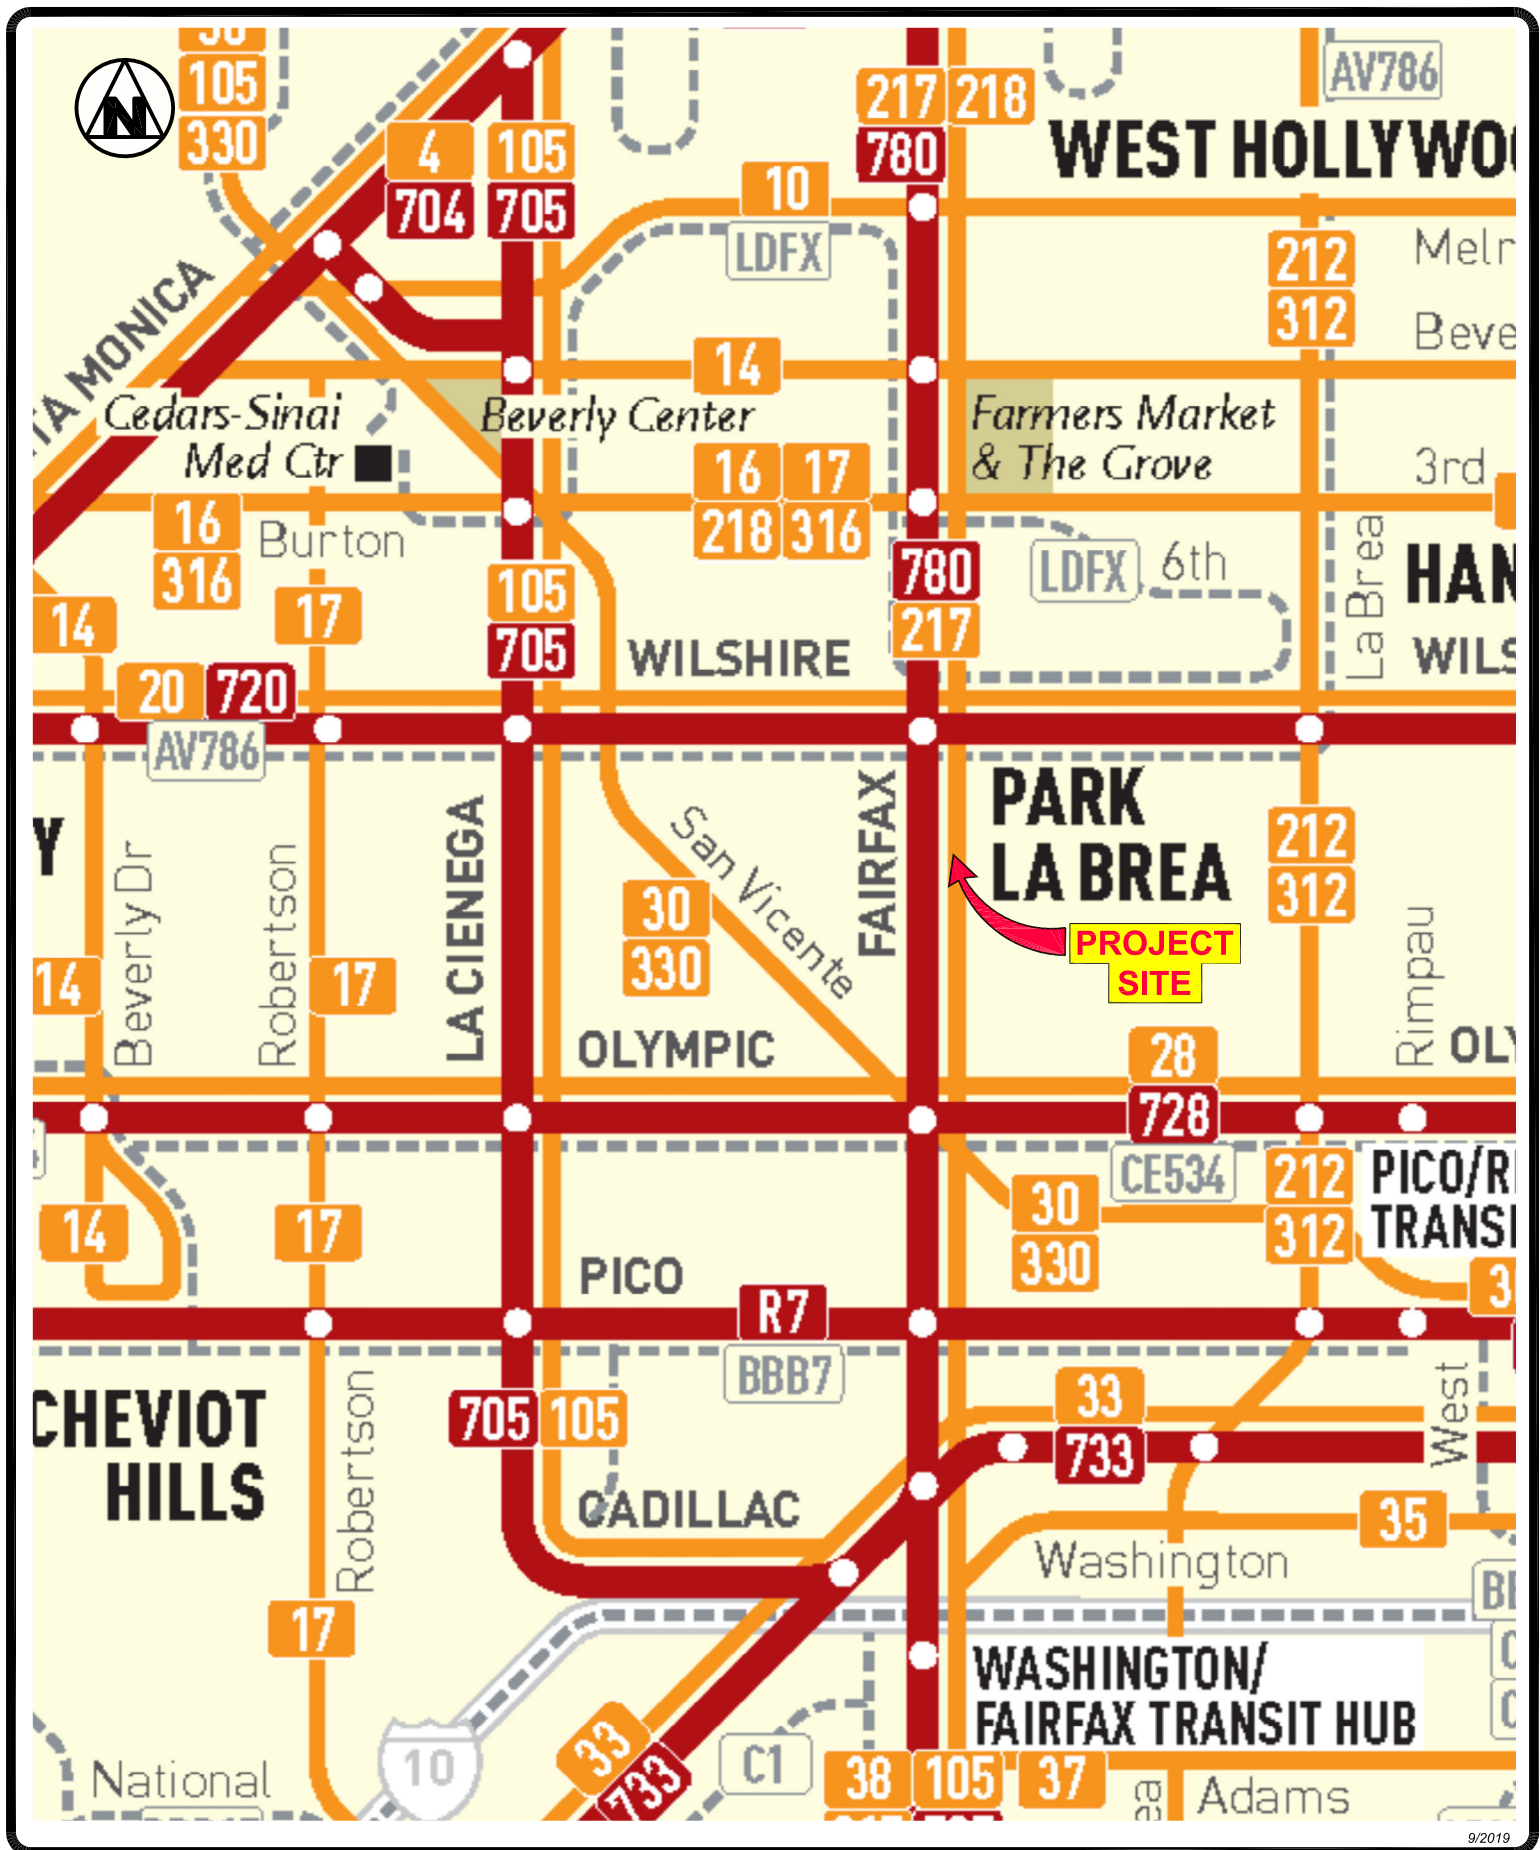 N
105
330
4
704
105
705
217 218
780
AV786
WEST HOLLYWO
10
LDFX
212
312
Melr
Beve
TA MONICA
14
Cedars-Sinai
Med Ctr
Beverly Center
Farmers Market
& The Grove
16 17
218 316
3rd
16
316
Burton
17
14
105
705
780
217
LDFX
6th
La Brea
HAN
WILSHIRE
WILS
20 720
AV786
Y
Beverly Dr
Robertson
LA CIENEGA
San Vicente
FAIRFAX
PARK
LA BREA
212
312
30
330
14
17
PROJECT
SITE
Rimpau
OLYMPIC
OLY
28
728
CE534
212
312
PICO/RI
TRANSI
30
330
14
17
PICO
R7
BBB7
705 105
CHEVIOT
HILLS
Robertson
33
733
West
CADILLAC
35
Washington
17
WASHINGTON/
FAIRFAX TRANSIT HUB
10
33
733
C1
38 105 37
National
ea
Adams
9/2019